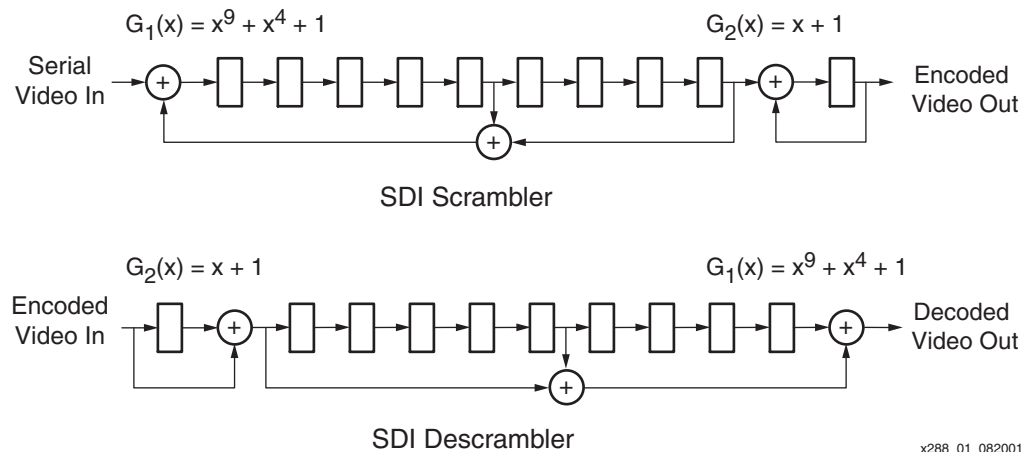 G₁(x) = x⁹ + x⁴ + 1
G₂(x) = x + 1
Serial
Video In
+
+
Encoded
Video Out
+
SDI Scrambler
G₂(x) = x + 1
G₁(x) = x⁹ + x⁴ + 1
Encoded
Video In
+
+
Decoded
Video Out
+
SDI Descrambler
x288_01_082001